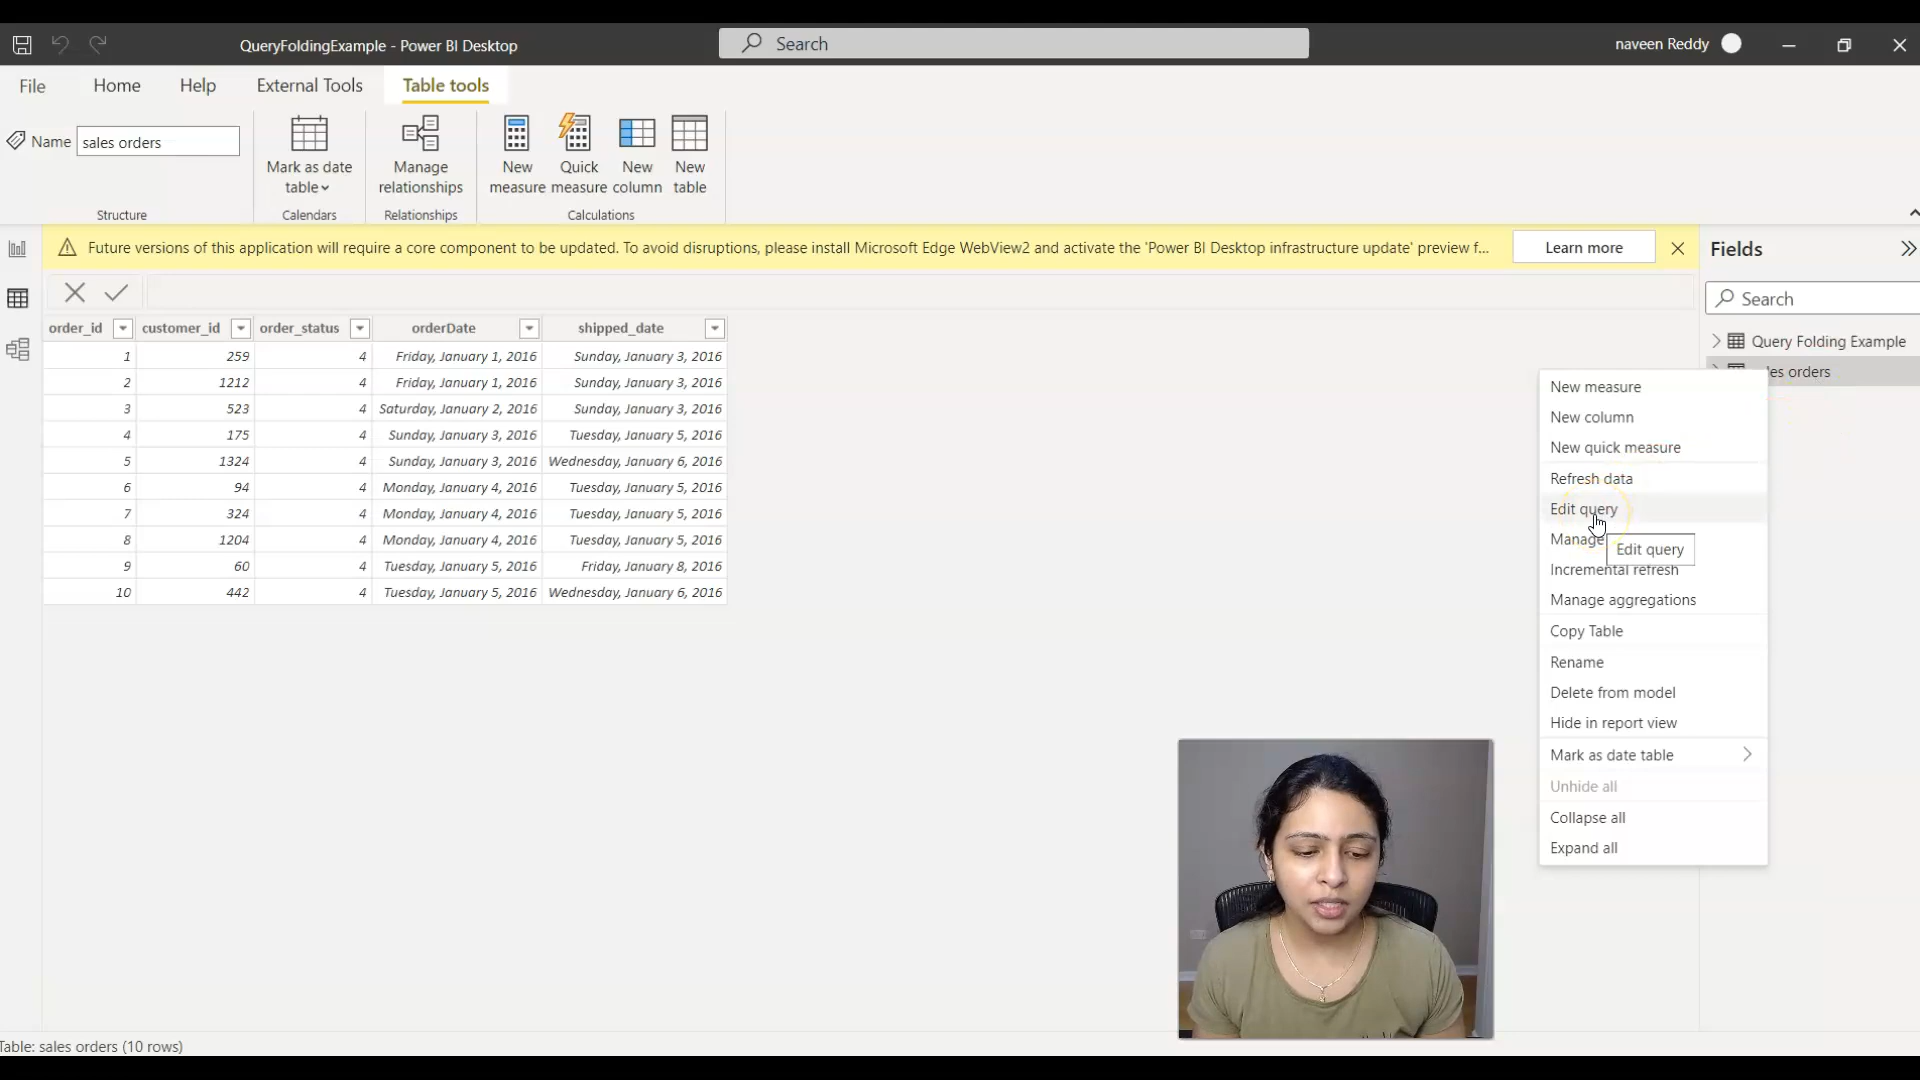 QueryFoldingExample - Power BI Desktop
Search
naveen Reddy
File Home Help External Tools Table tools
Name sales orders
Mark as date table
Manage relationships
New measure
Quick measure
New column
New table
Structure Calendars Relationships Calculations
Future versions of this application will require a core component to be updated. To avoid disruptions, please install Microsoft Edge WebView2 and activate the 'Power BI Desktop infrastructure update' preview f...
Learn more
Fields
Search
Query Folding Example
orders
order_id customer_id order_status orderDate shipped_date
1 259 4 Friday, January 1, 2016 Sunday, January 3, 2016
2 1212 4 Friday, January 1, 2016 Sunday, January 3, 2016
3 523 4 Saturday, January 2, 2016 Sunday, January 3, 2016
4 175 4 Sunday, January 3, 2016 Tuesday, January 5, 2016
5 1324 4 Sunday, January 3, 2016 Wednesday, January 6, 2016
6 94 4 Monday, January 4, 2016 Tuesday, January 5, 2016
7 324 4 Monday, January 4, 2016 Tuesday, January 5, 2016
8 1204 4 Monday, January 4, 2016 Tuesday, January 5, 2016
9 60 4 Tuesday, January 5, 2016 Friday, January 8, 2016
10 442 4 Tuesday, January 5, 2016 Wednesday, January 6, 2016
New measure
New column
New quick measure
Refresh data
Edit query
Manage
Edit query
Incremental refresh
Manage aggregations
Copy Table
Rename
Delete from model
Hide in report view
Mark as date table
Unhide all
Collapse all
Expand all
Table: sales orders (10 rows)